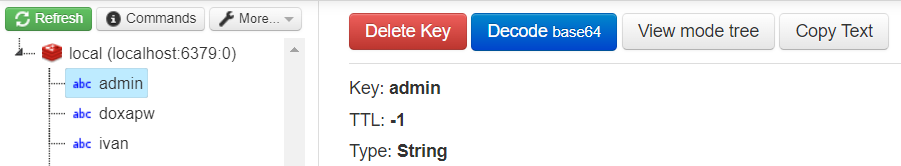 Refresh Commands More...
local (localhost:6379:0)
abc admin
abc doxapw
abc ivan
Delete Key Decode base64 View mode tree Copy Text
Key: admin
TTL: -1
Type: String